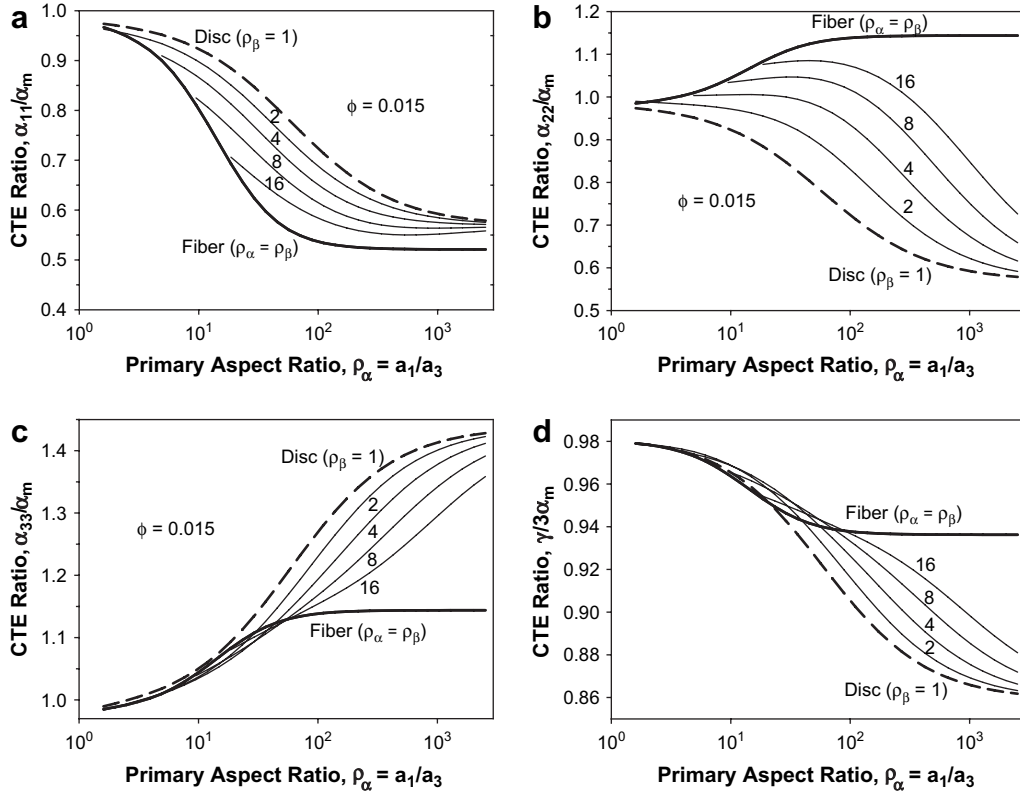 a
CTE Ratio, α11/αm
1.0
0.9
0.8
0.7
0.6
0.5
0.4
Disc (ρβ = 1)
ϕ = 0.015
2
4
8
16
Fiber (ρα = ρβ)
10^0 10^1 10^2 10^3
Primary Aspect Ratio, ρα = a1/a3
b
CTE Ratio, α22/αm
1.2
1.1
1.0
0.9
0.8
0.7
0.6
0.5
Fiber (ρα = ρβ)
16
8
4
2
ϕ = 0.015
Disc (ρβ = 1)
10^0 10^1 10^2 10^3
Primary Aspect Ratio, ρα = a1/a3
c
CTE Ratio, α33/αm
1.4
1.3
1.2
1.1
1.0
Disc (ρβ = 1)
ϕ = 0.015
2
4
8
16
Fiber (ρα = ρβ)
10^0 10^1 10^2 10^3
Primary Aspect Ratio, ρα = a1/a3
d
CTE Ratio, γ/3αm
0.98
0.96
0.94
0.92
0.90
0.88
0.86
Fiber (ρα = ρβ)
16
8
4
2
Disc (ρβ = 1)
10^0 10^1 10^2 10^3
Primary Aspect Ratio, ρα = a1/a3